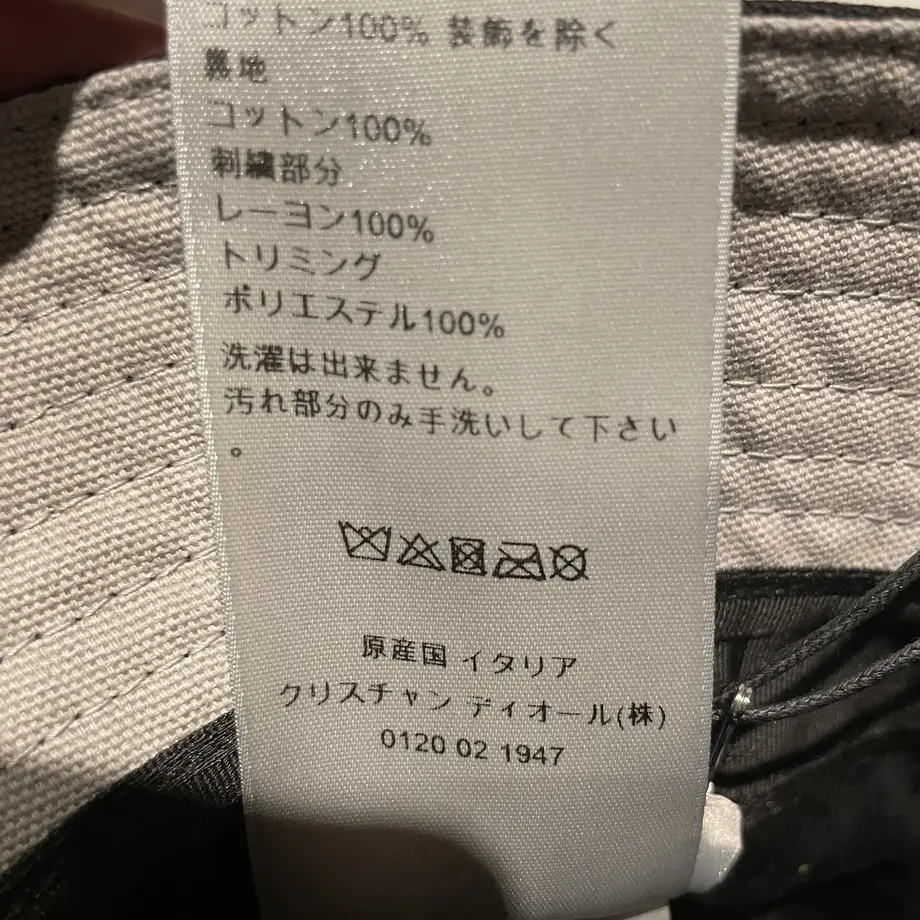 コットン100% 装飾を除く
裏地
コットン100%
刺繍部分
レーヨン100%
トリミング
ポリエステル100%
洗濯は出来ません。
汚れ部分のみ手洗いして下さい
。
原産国 イタリア
クリスチャン ディオール(株)
0120 02 1947